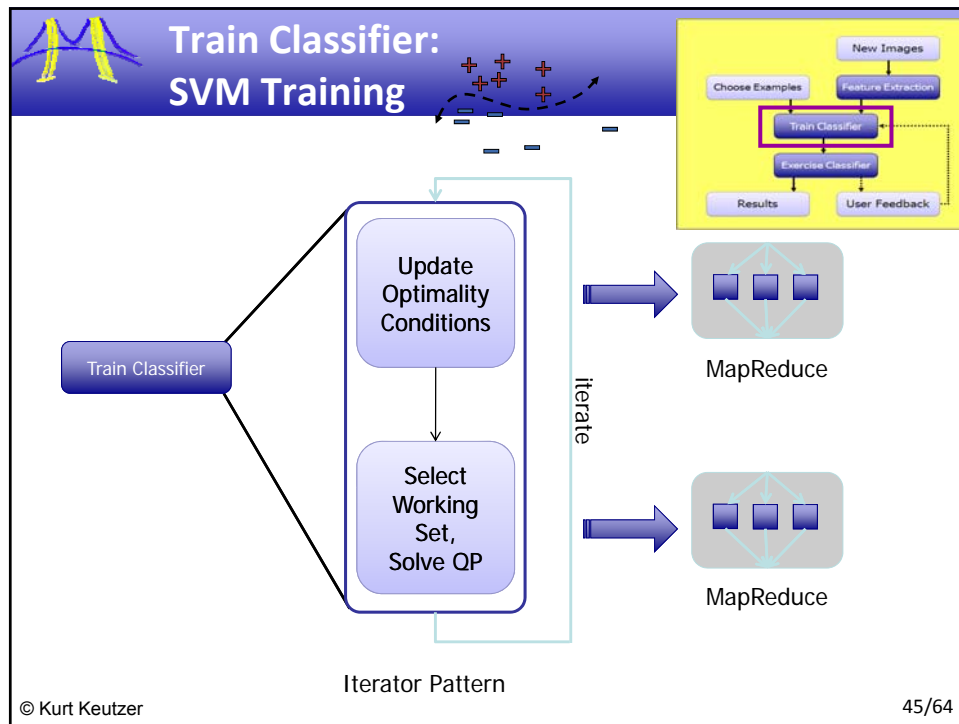 Train Classifier:
SVM Training
New Images
Choose Examples
Feature Extraction
Train Classifier
Exercise Classifier
Results
User Feedback
Update
Optimality
Conditions
MapReduce
Train Classifier
iterate
Select
Working
Set,
Solve QP
MapReduce
Iterator Pattern
© Kurt Keutzer
45/64